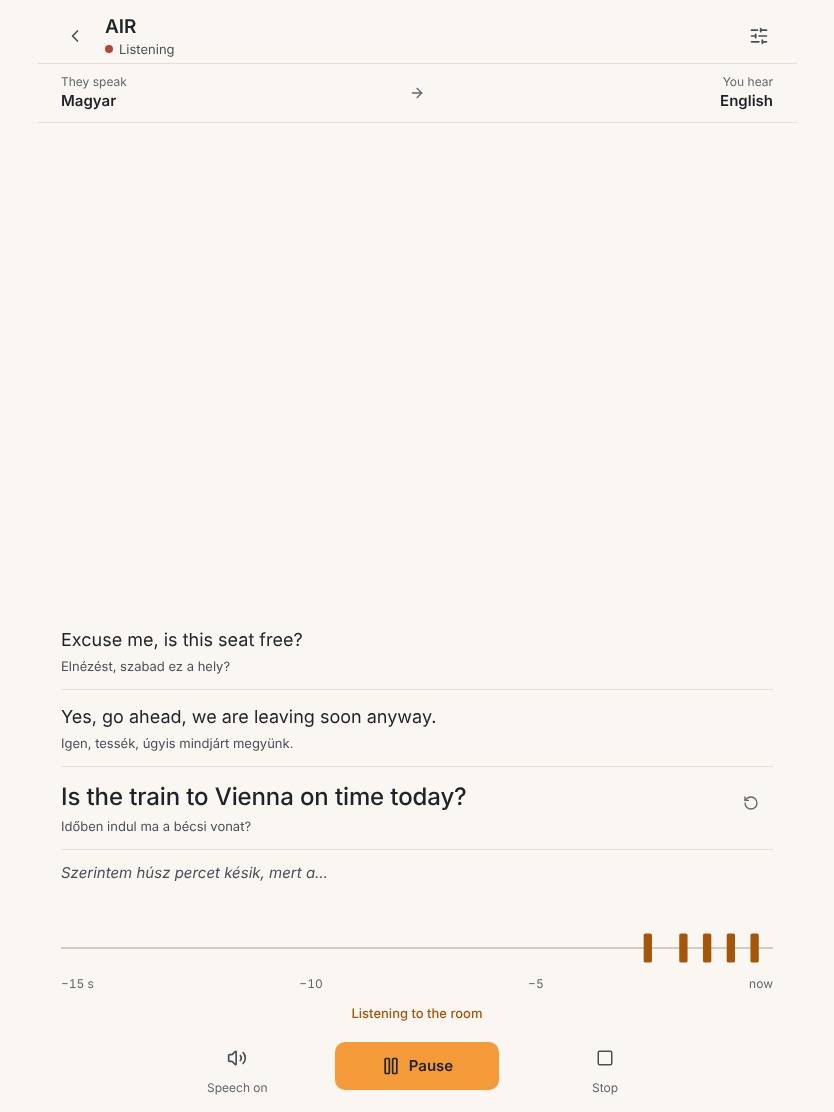 AIR
Listening
They speak
You hear
Magyar
English
Excuse me, is this seat free?
Elnézést, szabad ez a hely?
Yes, go ahead, we are leaving soon anyway.
Igen, tessék, úgyis mindjárt megyünk.
Is the train to Vienna on time today?
Időben indul ma a bécsi vonat?
Szerintem húsz percet késik, mert a…
−15 s
−10
−5
now
Listening to the room
Speech on
Pause
Stop